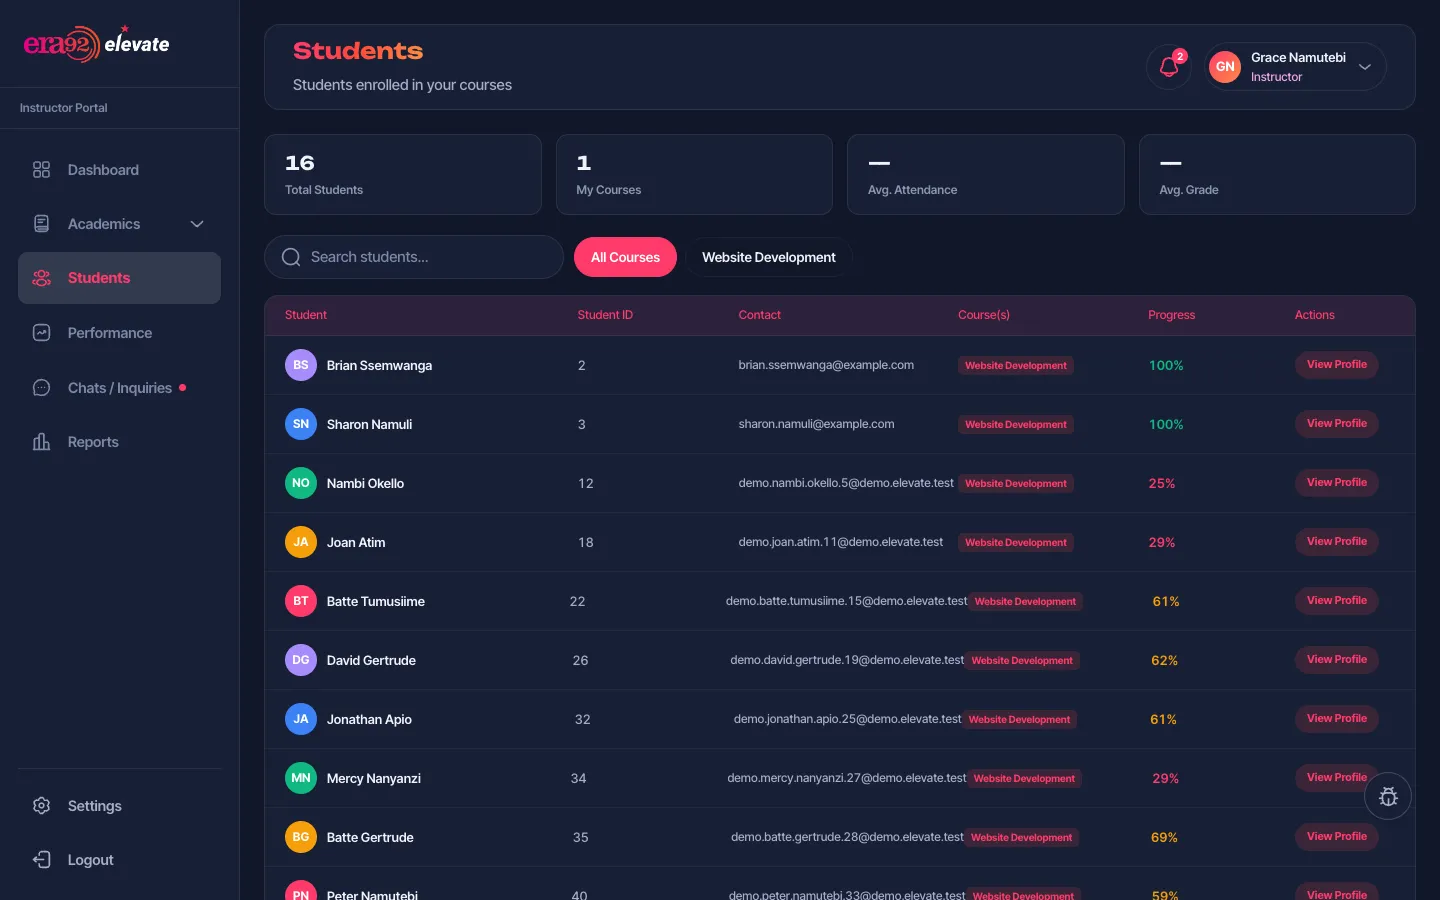 era92 elevate
Instructor Portal
Dashboard
Academics
Students
Performance
Chats / Inquiries
Reports
Settings
Logout
Students
Students enrolled in your courses
2
GN
Grace Namutebi
Instructor
16
Total Students
1
My Courses
—
Avg. Attendance
—
Avg. Grade
Search students...
All Courses
Website Development
Student Student ID Contact Course(s) Progress Actions
BS Brian Ssemwanga 2 brian.ssemwanga@example.com Website Development 100% View Profile
SN Sharon Namuli 3 sharon.namuli@example.com Website Development 100% View Profile
NO Nambi Okello 12 demo.nambi.okello.5@demo.elevate.test Website Development 25% View Profile
JA Joan Atim 18 demo.joan.atim.11@demo.elevate.test Website Development 29% View Profile
BT Batte Tumusiime 22 demo.batte.tumusiime.15@demo.elevate.test Website Development 61% View Profile
DG David Gertrude 26 demo.david.gertrude.19@demo.elevate.test Website Development 62% View Profile
JA Jonathan Apio 32 demo.jonathan.apio.25@demo.elevate.test Website Development 61% View Profile
MN Mercy Nanyanzi 34 demo.mercy.nanyanzi.27@demo.elevate.test Website Development 29% View Profile
BG Batte Gertrude 35 demo.batte.gertrude.28@demo.elevate.test Website Development 69% View Profile
PN Peter Namutebi 40 demo.peter.namutebi.33@demo.elevate.test Website Development 59% View Profile